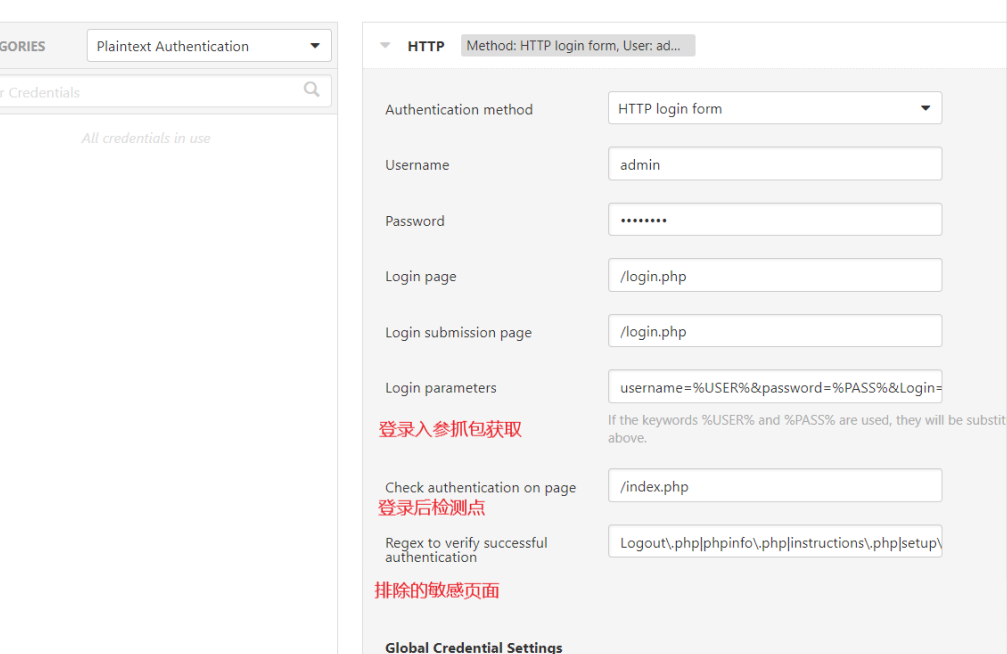 GORIES
Plaintext Authentication
r Credentials
All credentials in use
HTTP
Method: HTTP login form, User: ad...
Authentication method
HTTP login form
Username
admin
Password
••••••••
Login page
/login.php
Login submission page
/login.php
Login parameters
username=%USER%&password=%PASS%&Login=
登录入参抓包获取
If the keywords %USER% and %PASS% are used, they will be substit
above.
Check authentication on page
/index.php
登录后检测点
Regex to verify successful
authentication
Logout\.php|phpinfo\.php|instructions\.php|setup\
排除的敏感页面
Global Credential Settings